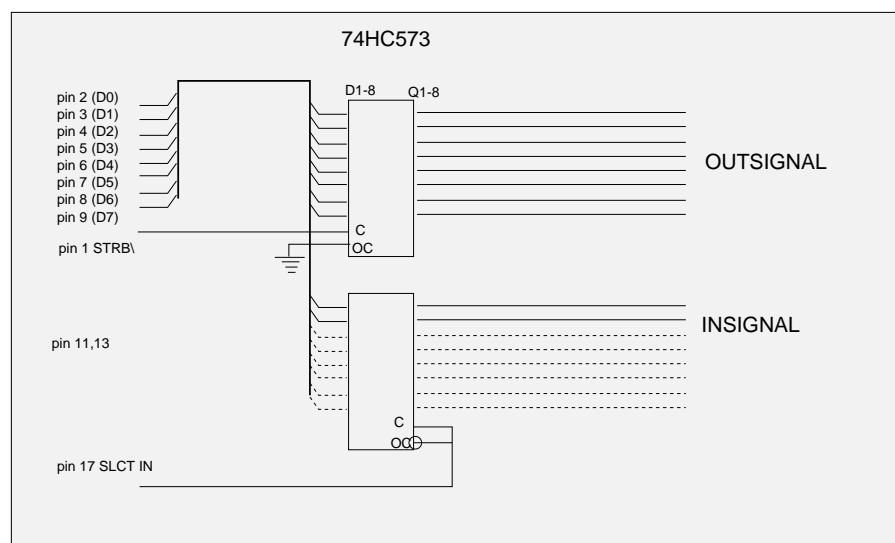 74HC573
D1-8 Q1-8
pin 2 (D0)
pin 3 (D1)
pin 4 (D2)
pin 5 (D3)
pin 6 (D4)
pin 7 (D5)
pin 8 (D6)
pin 9 (D7)
OUTSIGNAL
C
pin 1 STRB\
OC
INSIGNAL
pin 11,13
C
OC
pin 17 SLCT IN